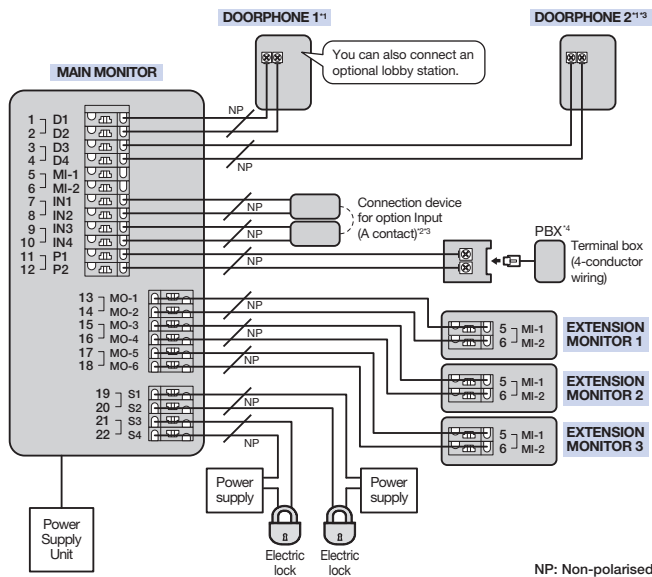 DOORPHONE 1*1
DOORPHONE 2*1*3
You can also connect an
optional lobby station.
MAIN MONITOR
NP
1 D1
2 D2
3 D3
4 D4
NP
5 MI-1
6 MI-2
7 IN1
8 IN2
9 IN3
10 IN4
11 P1
12 P2
NP
NP
NP
Connection device
for option Input
(A contact)*2*3
PBX*4
Terminal box
(4-conductor
wiring)
13 MO-1
14 MO-2
15 MO-3
16 MO-4
17 MO-5
18 MO-6
NP
NP
NP
5 MI-1
6 MI-2
EXTENSION
MONITOR 1
5 MI-1
6 MI-2
EXTENSION
MONITOR 2
5 MI-1
6 MI-2
EXTENSION
MONITOR 3
19 S1
20 S2
21 S3
22 S4
NP
NP
Power
supply
Power
supply
Power
Supply
Unit
Electric
lock
Electric
lock
NP: Non-polarised